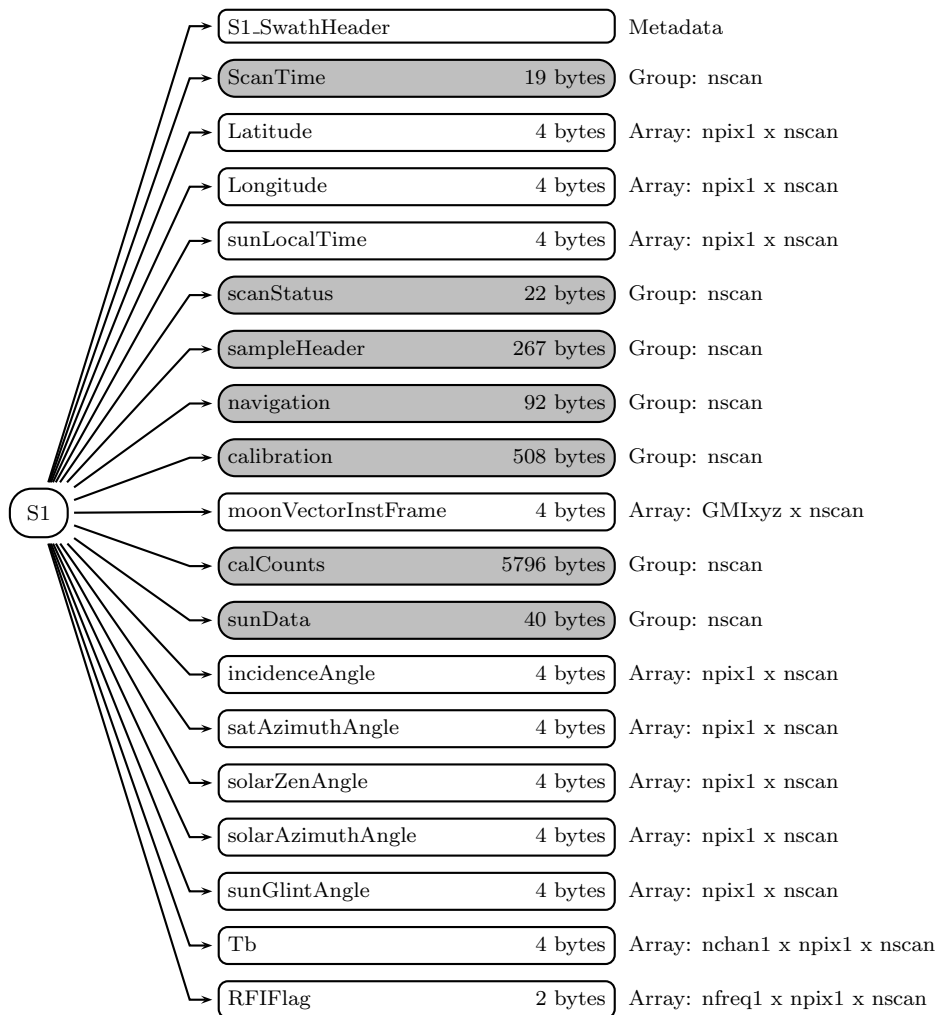 S1_SwathHeader Metadata
ScanTime 19 bytes Group: nscan
Latitude 4 bytes Array: npix1 x nscan
Longitude 4 bytes Array: npix1 x nscan
sunLocalTime 4 bytes Array: npix1 x nscan
scanStatus 22 bytes Group: nscan
sampleHeader 267 bytes Group: nscan
navigation 92 bytes Group: nscan
calibration 508 bytes Group: nscan
S1 moonVectorInstFrame 4 bytes Array: GMIxyz x nscan
calCounts 5796 bytes Group: nscan
sunData 40 bytes Group: nscan
incidenceAngle 4 bytes Array: npix1 x nscan
satAzimuthAngle 4 bytes Array: npix1 x nscan
solarZenAngle 4 bytes Array: npix1 x nscan
solarAzimuthAngle 4 bytes Array: npix1 x nscan
sunGlintAngle 4 bytes Array: npix1 x nscan
Tb 4 bytes Array: nchan1 x npix1 x nscan
RFIFlag 2 bytes Array: nfreq1 x npix1 x nscan